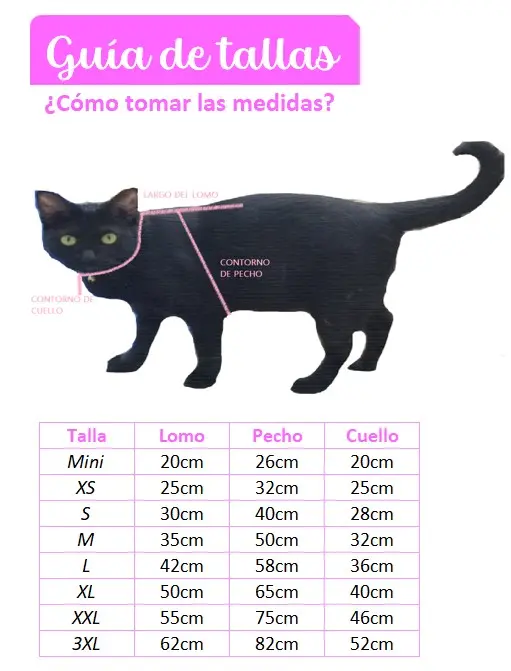 Guía de tallas
¿Cómo tomar las medidas?
LARGO DEL LOMO
CONTORNO
DE PECHO
CONTORNO DE
CUELLO
Talla Lomo Pecho Cuello
Mini 20cm 26cm 20cm
XS 25cm 32cm 25cm
S 30cm 40cm 28cm
M 35cm 50cm 32cm
L 42cm 58cm 36cm
XL 50cm 65cm 40cm
XXL 55cm 75cm 46cm
3XL 62cm 82cm 52cm